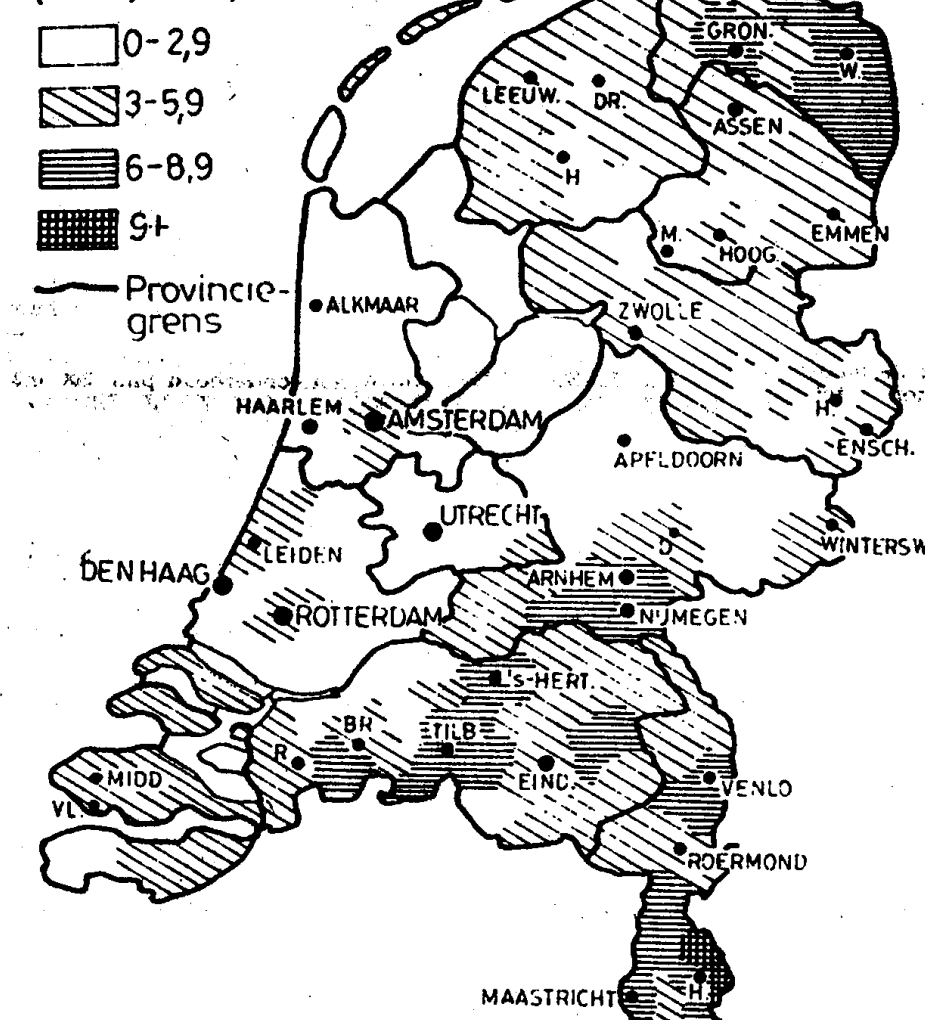 0-2,9
3-5,9
6-8,9
9+
Provincie-
grens
GRON.
W.
LEEUW.
DR.
ASSEN
H
EMMEN
M.
HOOG.
ALKMAAR
ZWOLLE
HAARLEM
AMSTERDAM
H.
ENSCH.
APELDOORN
UTRECHT
WINTERSW
LEIDEN
D
DEN HAAG
ARNHEM
ROTTERDAM
NIJMEGEN
's-HERT.
BR
TILB
R
MIDD
EIND.
VENLO
VL.
ROERMOND
MAASTRICHT
H.